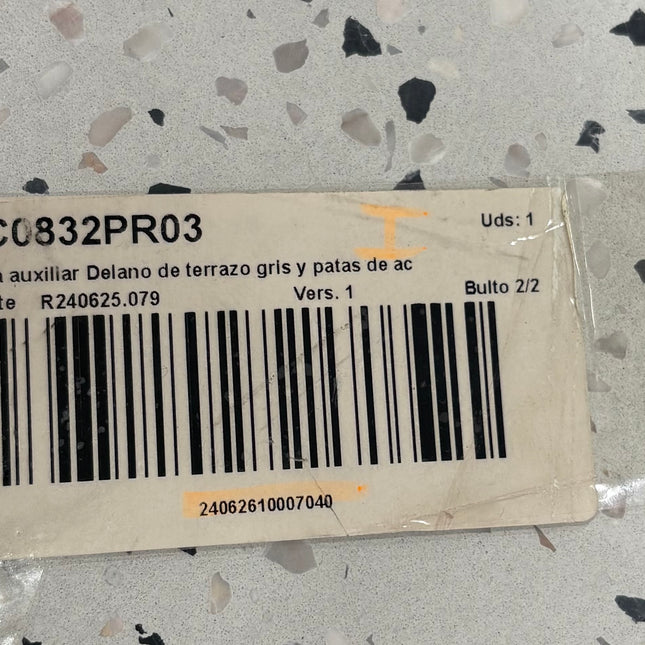 C0832PR03
Uds: 1
a auxiliar Delano de terrazo gris y patas de ac
te R240625.079 Vers. 1 Bulto 2/2
24062610007040